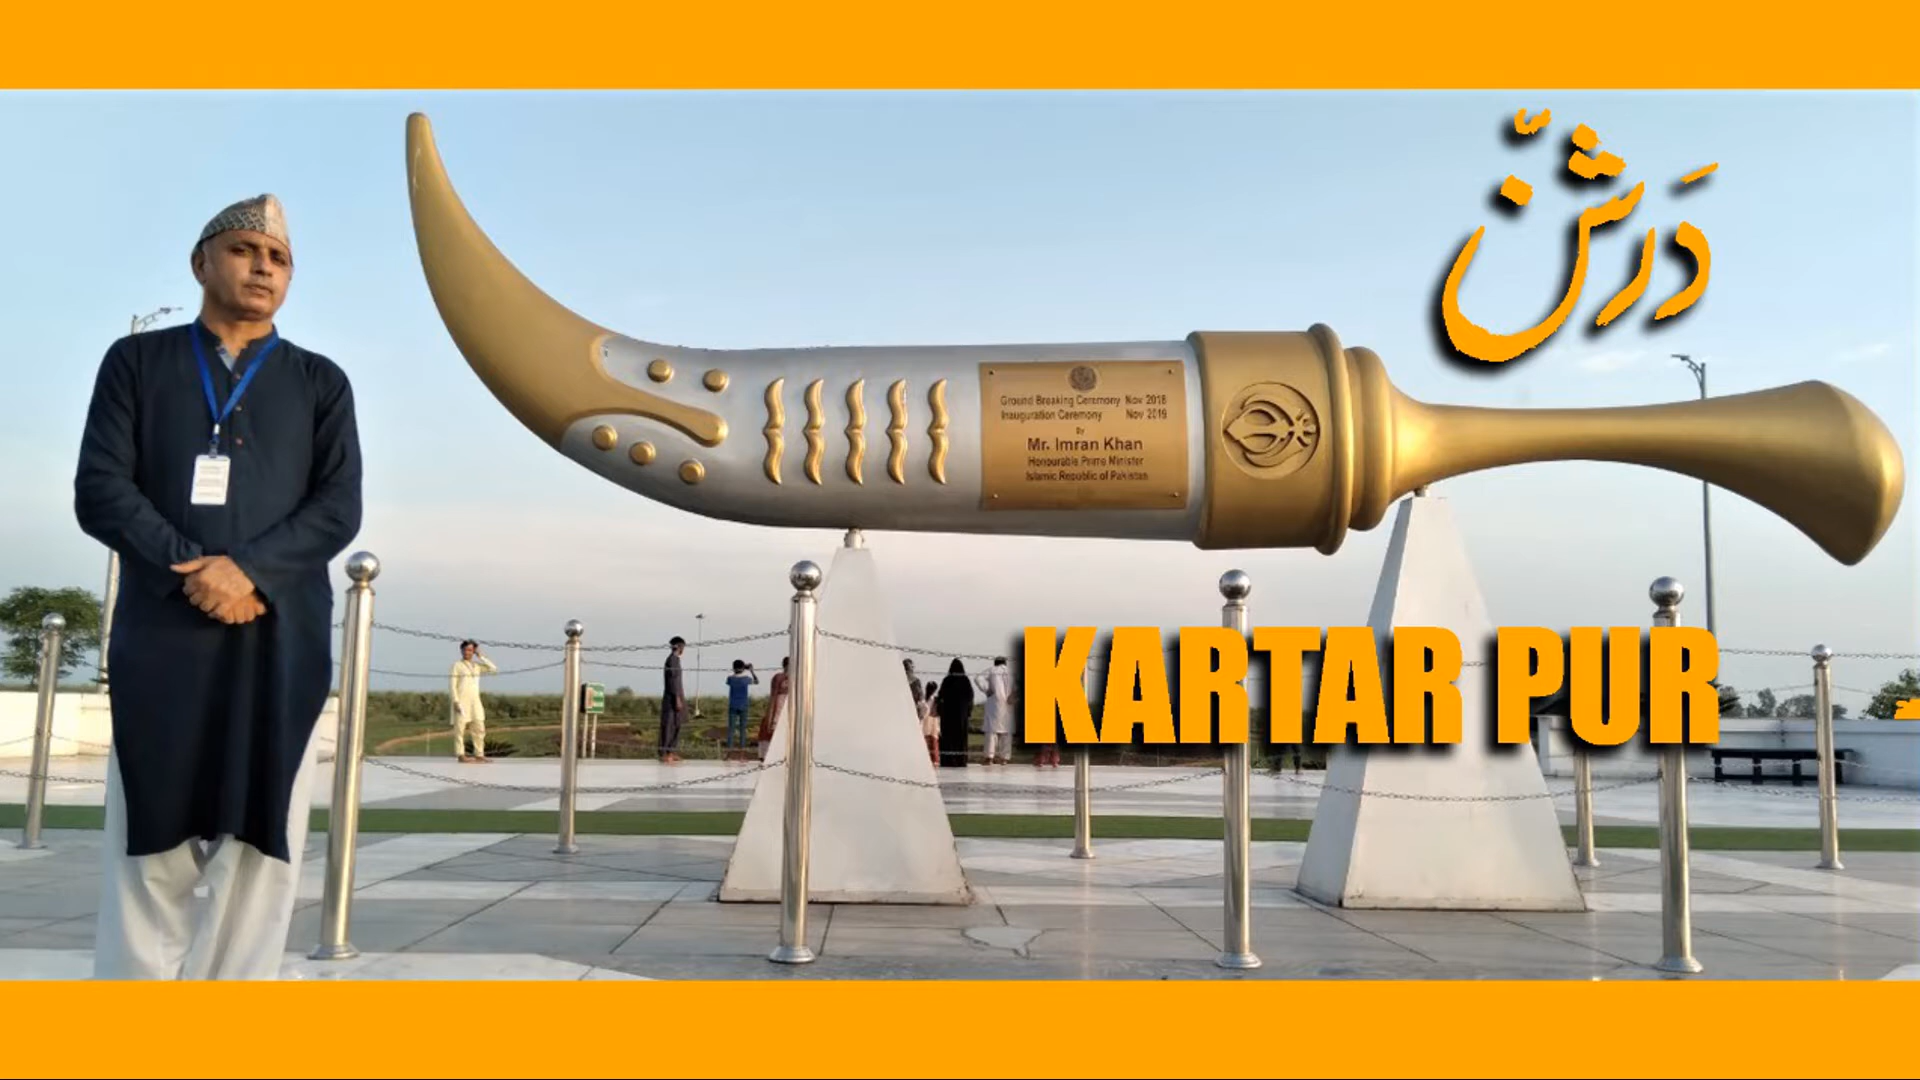 دَرشنّ
Ground Breaking Ceremony Nov 2018
Inauguration Ceremony Nov 2019
By
Mr. Imran Khan
Honourable Prime Minister
Islamic Republic of Pakistan
KARTAR PUR